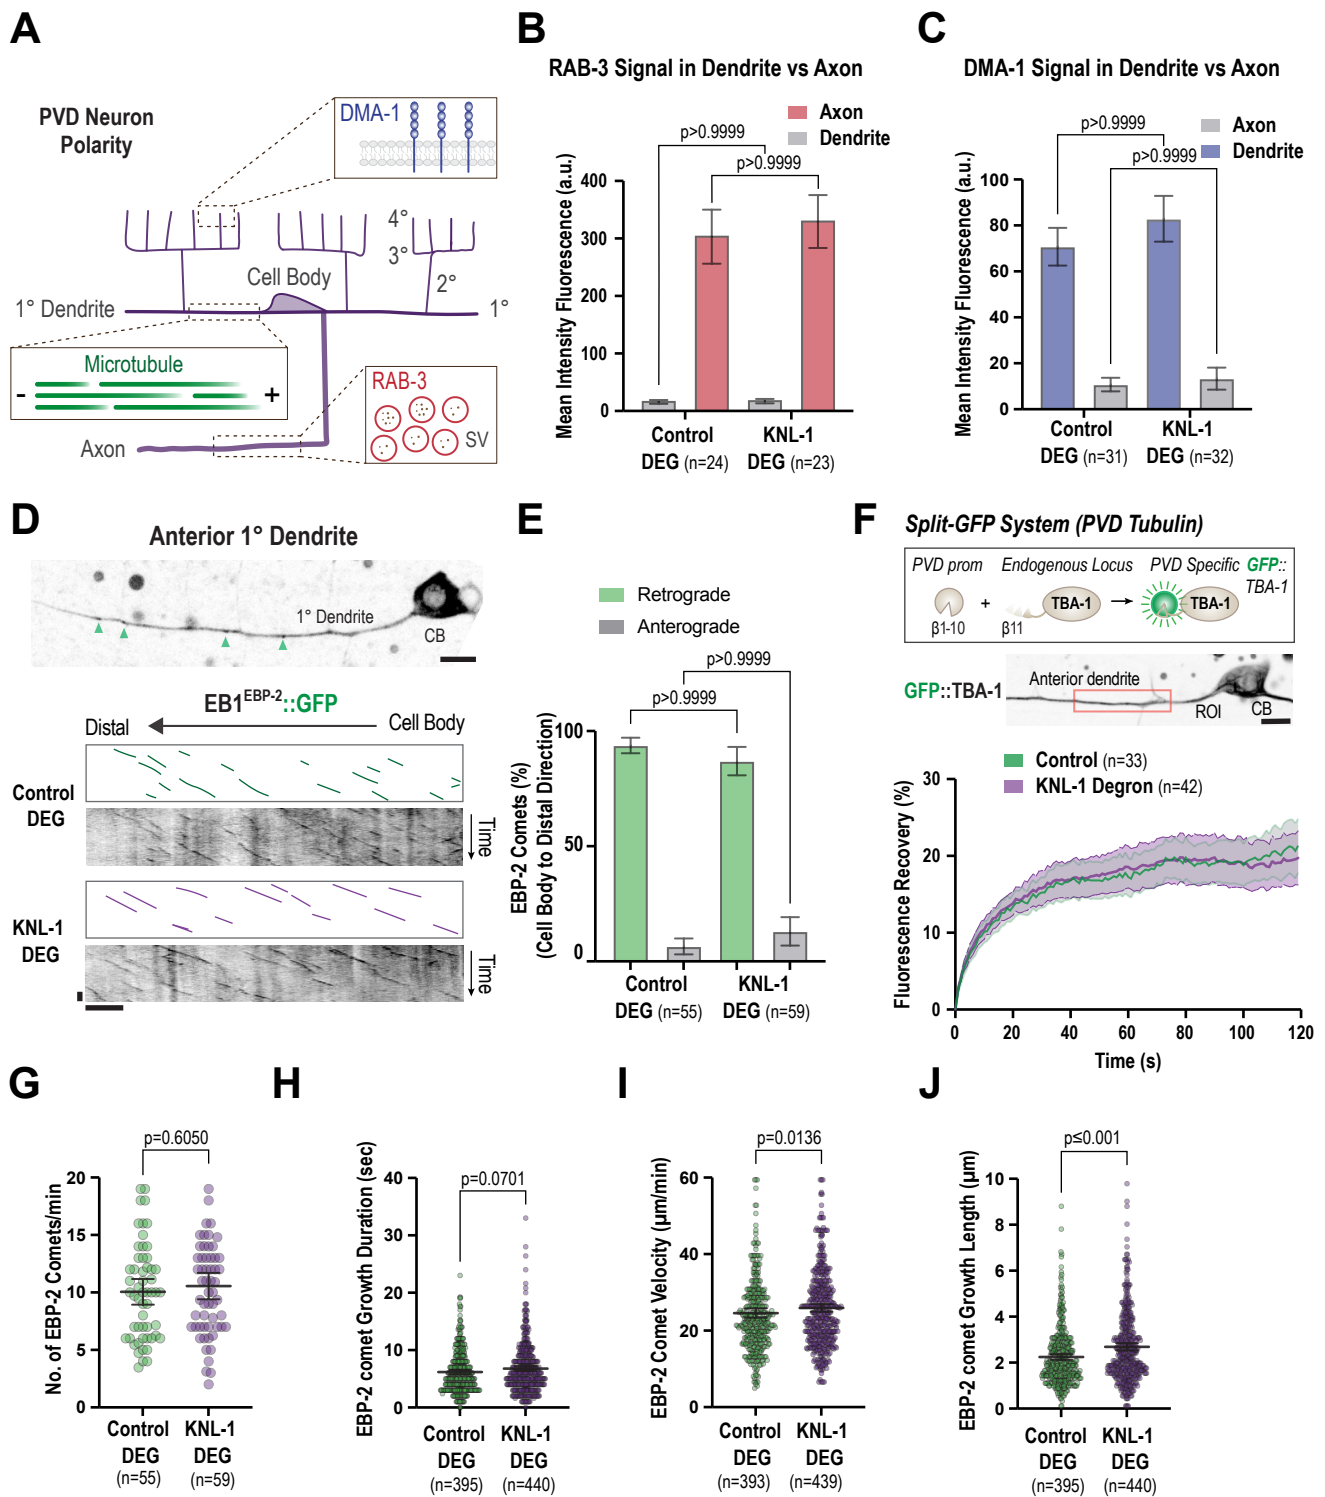 A
PVD Neuron
Polarity
DMA-1
4°
3°
2°
Cell Body
1° Dendrite
1°
Microtubule
-
+
RAB-3
SV
Axon
B
RAB-3 Signal in Dendrite vs Axon
Axon
Dendrite
p>0.9999
p>0.9999
Mean Intensity Fluorescence (a.u.)
400
300
200
100
0
Control
DEG (n=24)
KNL-1
DEG (n=23)
C
DMA-1 Signal in Dendrite vs Axon
Axon
Dendrite
p>0.9999
p>0.9999
Mean Intensity Fluorescence (a.u.)
100
80
60
40
20
0
Control
DEG (n=31)
KNL-1
DEG (n=32)
D
Anterior 1° Dendrite
1° Dendrite
CB
EB1EBP-2::GFP
Distal
Cell Body
Control
DEG
Time
KNL-1
DEG
Time
E
Retrograde
Anterograde
p>0.9999
p>0.9999
EBP-2 Comets (%)
(Cell Body to Distal Direction)
100
50
0
Control
DEG (n=55)
KNL-1
DEG (n=59)
F
Split-GFP System (PVD Tubulin)
PVD prom
Endogenous Locus
PVD Specific GFP::
TBA-1
+
TBA-1
TBA-1
β1-10
β11
GFP::TBA-1
Anterior dendrite
ROI
CB
Control (n=33)
KNL-1 Degron (n=42)
Fluorescence Recovery (%)
30
20
10
0
0
20
40
60
80
100
120
Time (s)
G
p=0.6050
No. of EBP-2 Comets/min
20
15
10
5
0
Control
DEG
(n=55)
KNL-1
DEG
(n=59)
H
p=0.0701
EBP-2 comet Growth Duration (sec)
40
30
20
10
0
Control
DEG
(n=395)
KNL-1
DEG
(n=440)
I
p=0.0136
EBP-2 Comet Velocity (μm/min)
60
40
20
0
Control
DEG
(n=393)
KNL-1
DEG
(n=439)
J
p≤0.001
EBP-2 comet Growth Length (μm)
10
8
6
4
2
0
Control
DEG
(n=395)
KNL-1
DEG
(n=440)